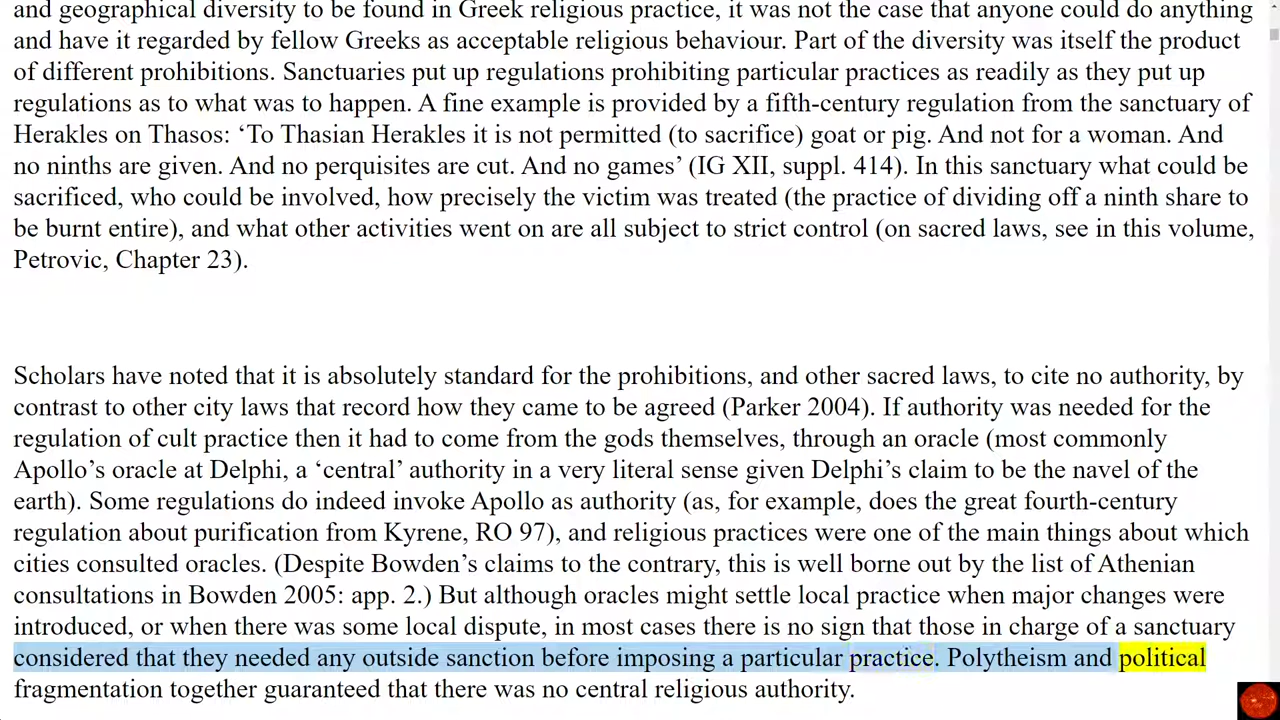 and geographical diversity to be found in Greek religious practice, it was not the case that anyone could do anything
and have it regarded by fellow Greeks as acceptable religious behaviour. Part of the diversity was itself the product
of different prohibitions. Sanctuaries put up regulations prohibiting particular practices as readily as they put up
regulations as to what was to happen. A fine example is provided by a fifth-century regulation from the sanctuary of
Herakles on Thasos: ‘To Thasian Herakles it is not permitted (to sacrifice) goat or pig. And not for a woman. And
no ninths are given. And no perquisites are cut. And no games’ (IG XII, suppl. 414). In this sanctuary what could be
sacrificed, who could be involved, how precisely the victim was treated (the practice of dividing off a ninth share to
be burnt entire), and what other activities went on are all subject to strict control (on sacred laws, see in this volume,
Petrovic, Chapter 23).
Scholars have noted that it is absolutely standard for the prohibitions, and other sacred laws, to cite no authority, by
contrast to other city laws that record how they came to be agreed (Parker 2004). If authority was needed for the
regulation of cult practice then it had to come from the gods themselves, through an oracle (most commonly
Apollo’s oracle at Delphi, a ‘central’ authority in a very literal sense given Delphi’s claim to be the navel of the
earth). Some regulations do indeed invoke Apollo as authority (as, for example, does the great fourth-century
regulation about purification from Kyrene, RO 97), and religious practices were one of the main things about which
cities consulted oracles. (Despite Bowden’s claims to the contrary, this is well borne out by the list of Athenian
consultations in Bowden 2005: app. 2.) But although oracles might settle local practice when major changes were
introduced, or when there was some local dispute, in most cases there is no sign that those in charge of a sanctuary
considered that they needed any outside sanction before imposing a particular practice. Polytheism and political
fragmentation together guaranteed that there was no central religious authority.